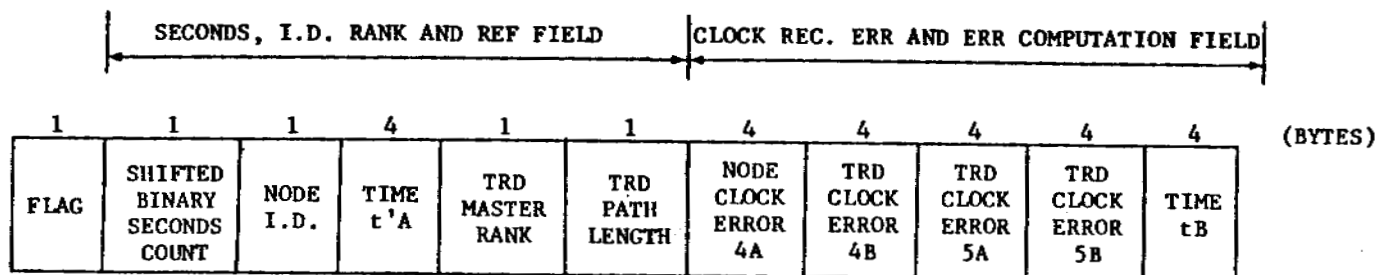 SECONDS, I.D. RANK AND REF FIELD
CLOCK REC. ERR AND ERR COMPUTATION FIELD
1 1 1 4 1 1 4 4 4 4 4 (BYTES)
FLAG
SHIFTED
BINARY
SECONDS
COUNT
NODE
I.D.
TIME
t'A
TRD
MASTER
RANK
TRD
PATH
LENGTH
NODE
CLOCK
ERROR
4A
TRD
CLOCK
ERROR
4B
TRD
CLOCK
ERROR
5A
TRD
CLOCK
ERROR
5B
TIME
tB